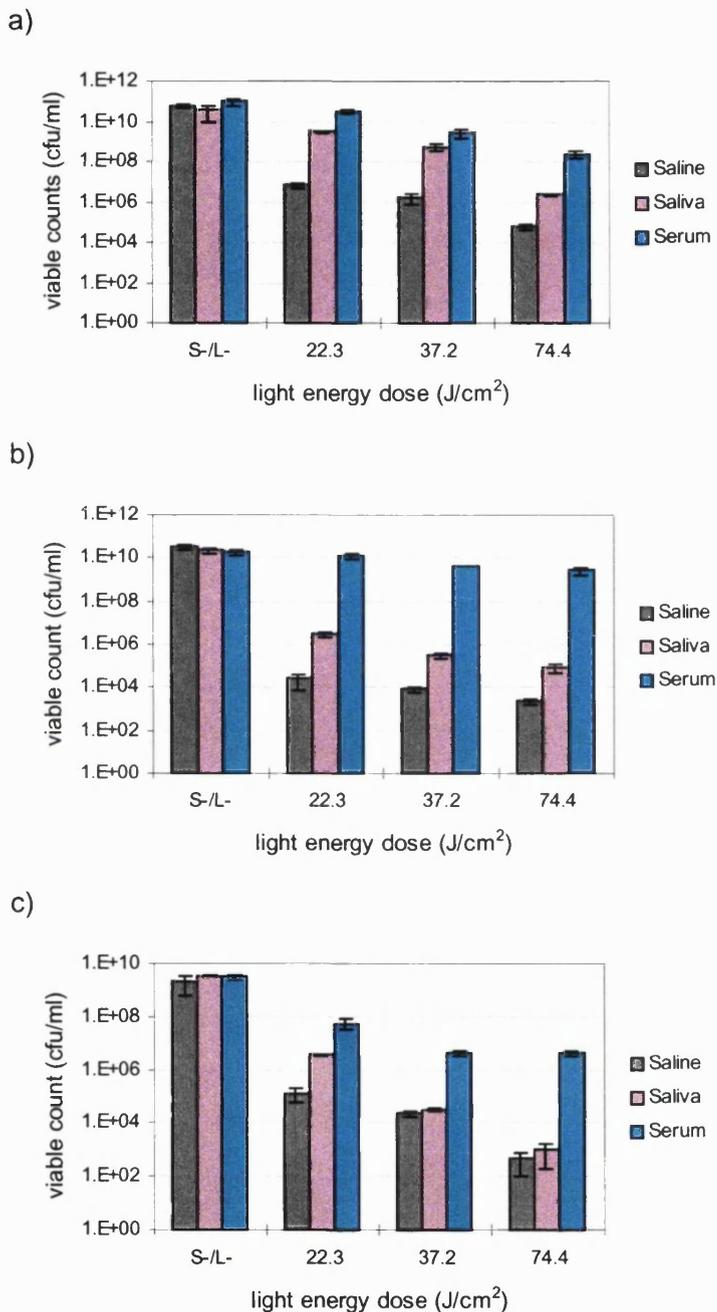 a)
viable counts (cfu/ml)
1.E+12
1.E+10
1.E+08
1.E+06
1.E+04
1.E+02
1.E+00
S-/L-
22.3
37.2
74.4
light energy dose (J/cm²)
Saline
Saliva
Serum
b)
viable count (cfu/ml)
1.E+12
1.E+10
1.E+08
1.E+06
1.E+04
1.E+02
1.E+00
S-/L-
22.3
37.2
74.4
light energy dose (J/cm²)
Saline
Saliva
Serum
c)
viable count (cfu/ml)
1.E+10
1.E+08
1.E+06
1.E+04
1.E+02
1.E+00
S-/L-
22.3
37.2
74.4
light energy dose (J/cm²)
Saline
Saliva
Serum